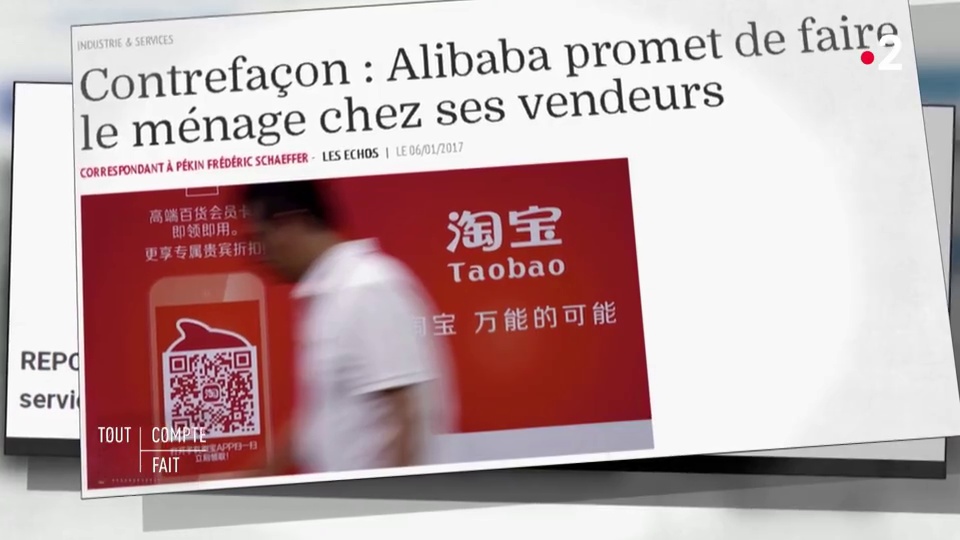 INDUSTRIE & SERVICES
Contrefaçon : Alibaba promet de faire
le ménage chez ses vendeurs
CORRESPONDANT À PÉKIN FRÉDÉRIC SCHAEFFER - LES ECHOS | LE 06/01/2017
2
高端百货会员卡
即领即用。
更享专属贵宾折扣
淘宝
Taobao
宝 万能的可能
REPO
servi
TOUT COMPTE
FAIT